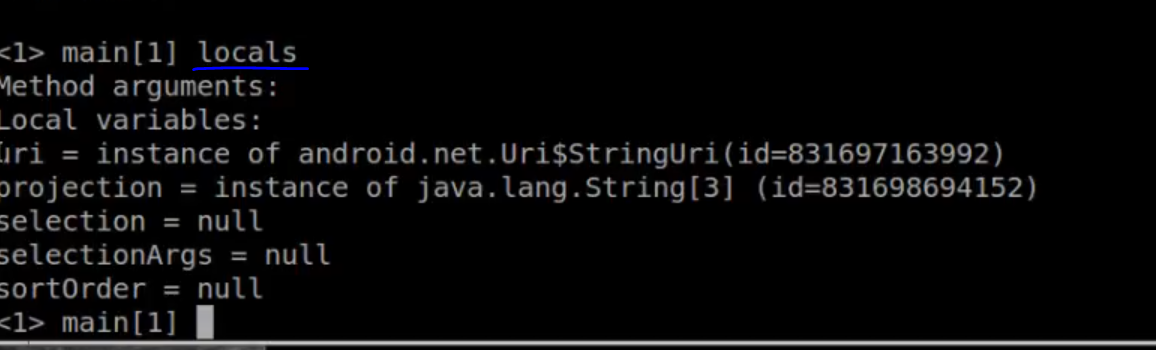 <1> main[1] locals
Method arguments:
Local variables:
uri = instance of android.net.Uri$StringUri(id=831697163992)
projection = instance of java.lang.String[3] (id=831698694152)
selection = null
selectionArgs = null
sortOrder = null
<1> main[1]